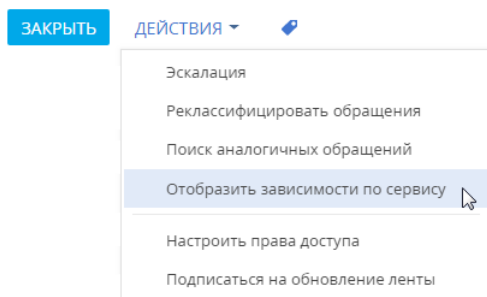 ЗАКРЫТЬ ДЕЙСТВИЯ
Эскалация
Реклассифицировать обращения
Поиск аналогичных обращений
Отобразить зависимости по сервису
Настроить права доступа
Подписаться на обновление ленты